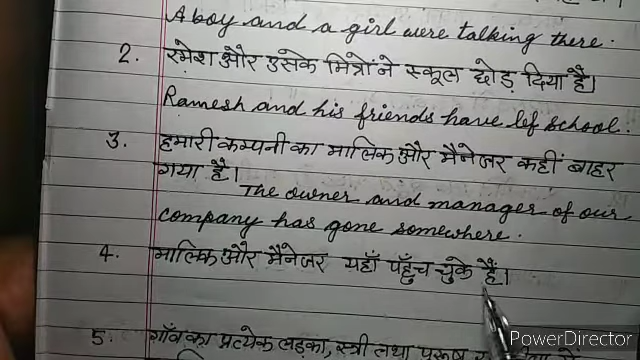 A boy and a girl were talking there.
2. रमेश और उसके मित्रों ने स्कूल छोड़ दिया है।
Ramesh and his friends have lef school.
3. हमारी कम्पनी का मालिक और मैनेजर कहीं बाहर
गया है।
The owner and manager of our
company has gone somewhere.
4. मालिक और मैनेजर यहाँ पहुँच चुके हैं।
5. गाँव का प्रत्येक लड़का, स्त्री तथा पुरुष
PowerDirector